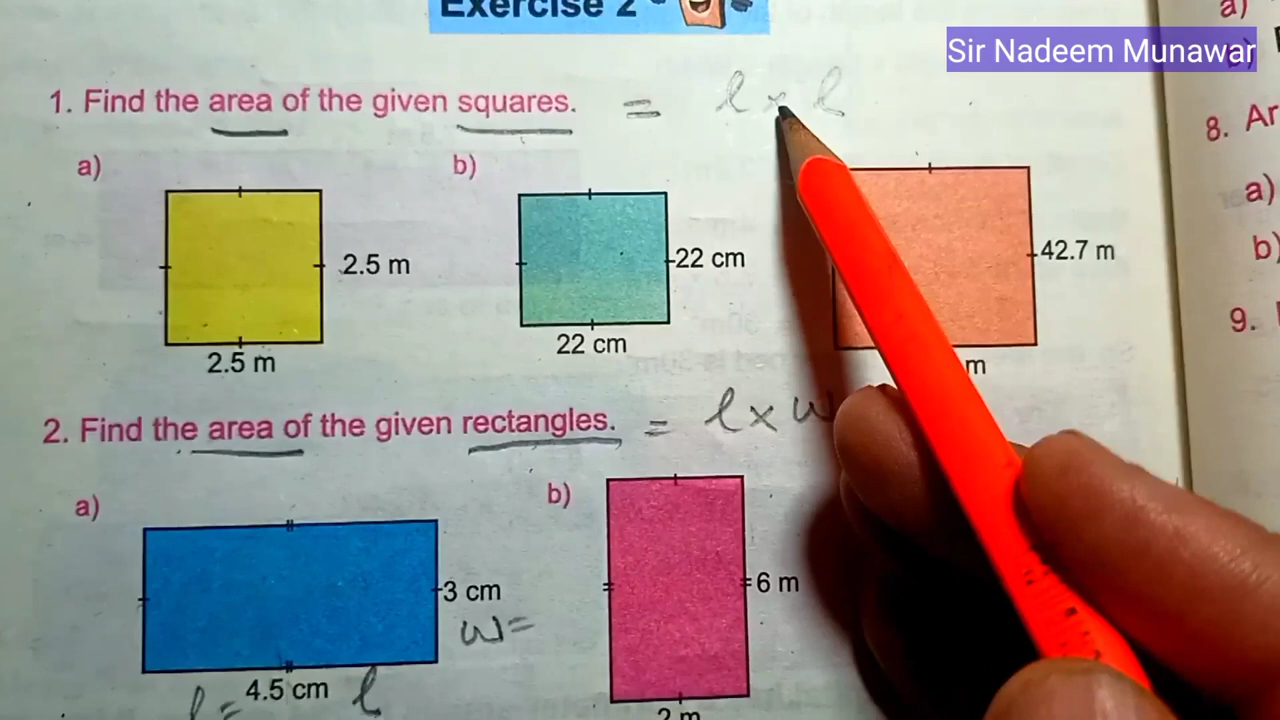 Exercise 2
Sir Nadeem Munawar
1. Find the area of the given squares. = l × l
a)
b)
2.5 m
22 cm
42.7 m
2.5 m
22 cm
m
2. Find the area of the given rectangles. = l × w
a)
b)
3 cm
6 m
w =
4.5 cm
l = l
2 m
a)
8. Ar
a)
b)
9.